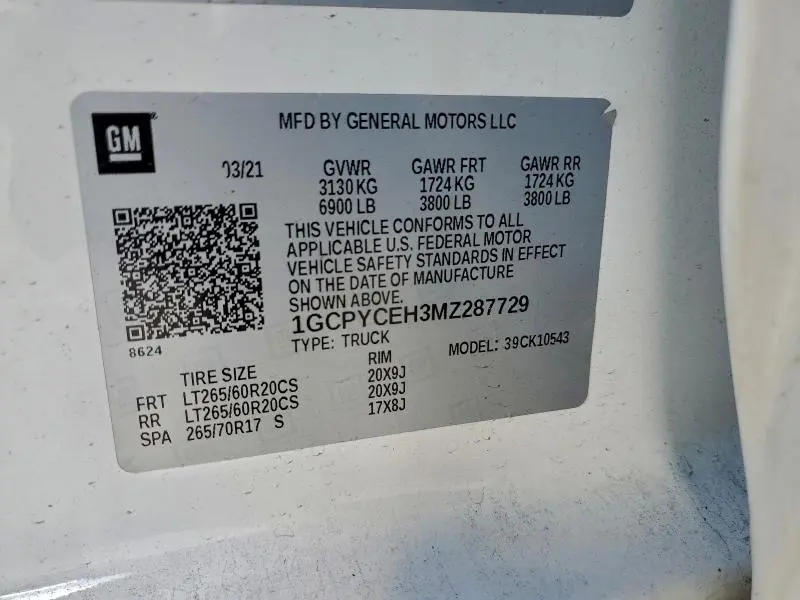 GM
MFD BY GENERAL MOTORS LLC
03/21 GVWR GAWR FRT GAWR RR
3130 KG 1724 KG 1724 KG
6900 LB 3800 LB 3800 LB
THIS VEHICLE CONFORMS TO ALL
APPLICABLE U.S. FEDERAL MOTOR
VEHICLE SAFETY STANDARDS IN EFFECT
ON THE DATE OF MANUFACTURE
SHOWN ABOVE.
1GCPYCEH3MZ287729
8624
TYPE: TRUCK MODEL: 39CK10543
TIRE SIZE RIM
FRT LT265/60R20CS 20X9J
RR LT265/60R20CS 20X9J
SPA 265/70R17 S 17X8J